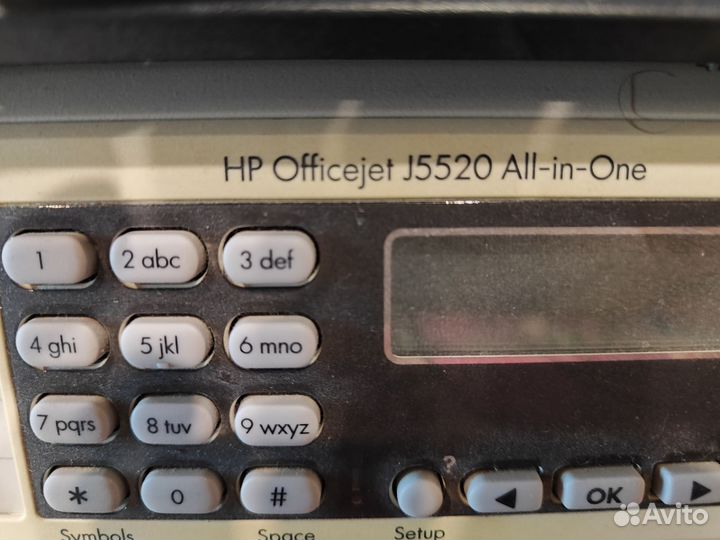 HP Officejet J5520 All-in-One
1 2 abc 3 def
4 ghi 5 jkl 6 mno
7 pqrs 8 tuv 9 wxyz
?
* 0 # ◀ OK ▶
Symbols Space Setup
Avito